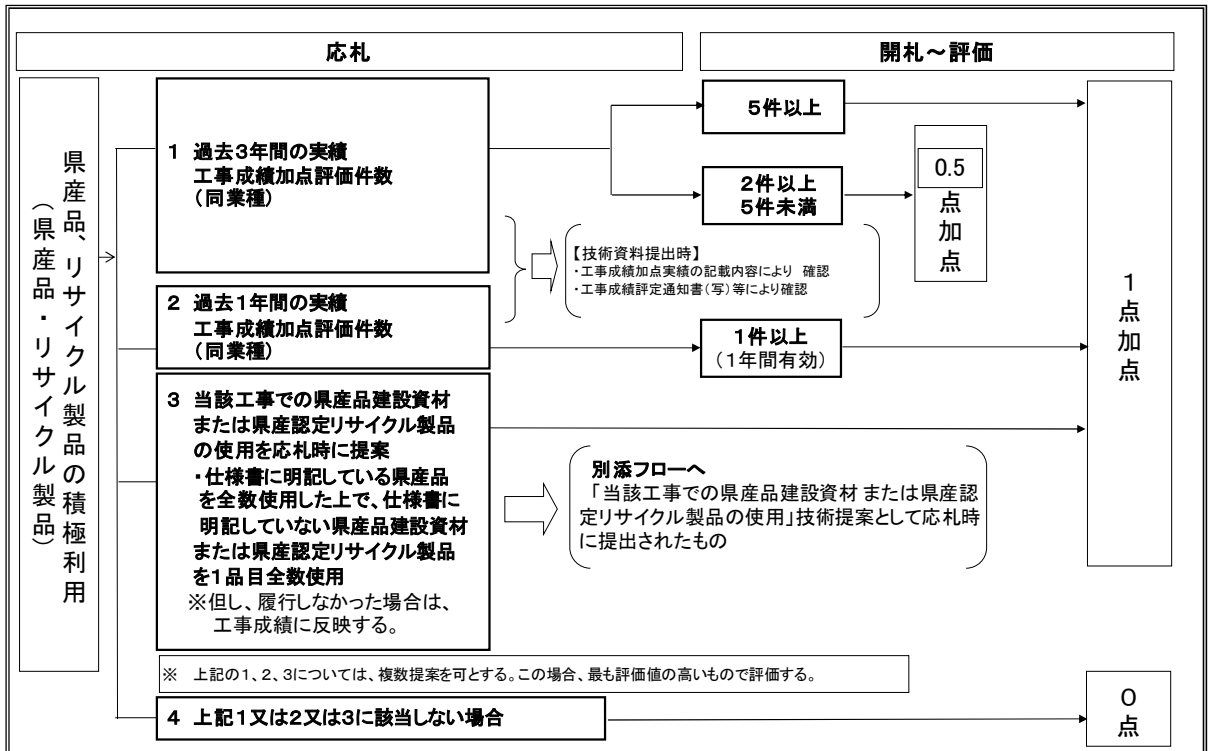 応札
開札～評価
県産品、リサイクル製品の積極利用
（県産品・リサイクル製品）
1 過去3年間の実績
工事成績加点評価件数
（同業種）
5件以上
2件以上
5件未満
0.5
点加点
【技術資料提出時】
・工事成績加点実績の記載内容により 確認
・工事成績評定通知書（写）等により確認
2 過去1年間の実績
工事成績加点評価件数
（同業種）
1件以上
（1年間有効）
1点加点
3 当該工事での県産品建設資材
または県産認定リサイクル製品
の使用を応札時に提案
・仕様書に明記している県産品
を全数使用した上で、仕様書に
明記していない県産品建設資材
または県産認定リサイクル製品
を1品目全数使用
※但し、履行しなかった場合は、
工事成績に反映する。
別添フローへ
「当該工事での県産品建設資材 または県産認
定リサイクル製品の使用」技術提案として応札時
に提出されたもの
※ 上記の1、2、3については、複数提案を可とする。この場合、最も評価値の高いもので評価する。
4 上記1又は2又は3に該当しない場合
0点